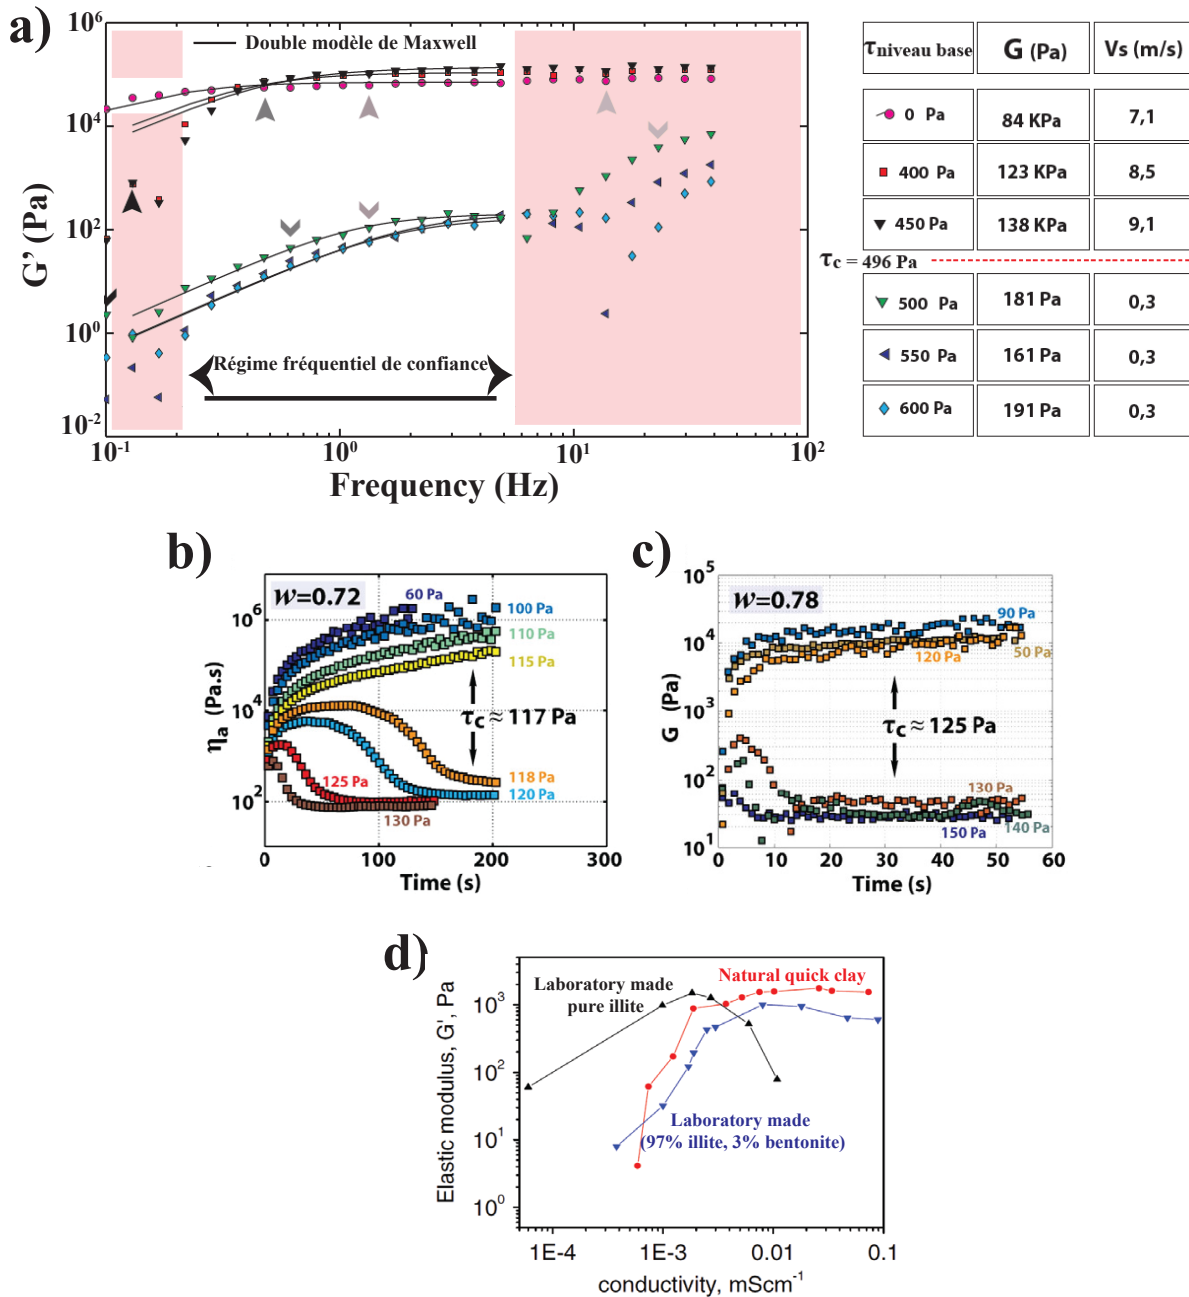 a)
Double modèle de Maxwell
G' (Pa)
10^6
10^4
10^2
10^0
10^-2
Régime fréquentiel de confiance
10^-1
10^0
10^1
10^2
Frequency (Hz)
τniveau base
G (Pa)
Vs (m/s)
0 Pa
84 KPa
7,1
400 Pa
123 KPa
8,5
450 Pa
138 KPa
9,1
τc = 496 Pa
500 Pa
181 Pa
0,3
550 Pa
161 Pa
0,3
600 Pa
191 Pa
0,3
b)
w=0.72
60 Pa
100 Pa
110 Pa
115 Pa
τc ≈ 117 Pa
118 Pa
120 Pa
125 Pa
130 Pa
ηa (Pa.s)
10^6
10^4
10^2
0
100
200
300
Time (s)
c)
w=0.78
90 Pa
50 Pa
120 Pa
τc ≈ 125 Pa
130 Pa
150 Pa
140 Pa
G (Pa)
10^5
10^4
10^3
10^2
10^1
0
10
20
30
40
50
60
Time (s)
d)
Laboratory made
pure illite
Natural quick clay
Laboratory made
(97% illite, 3% bentonite)
Elastic modulus, G', Pa
10^3
10^2
10^1
10^0
1E-4
1E-3
0.01
0.1
conductivity, mScm^-1